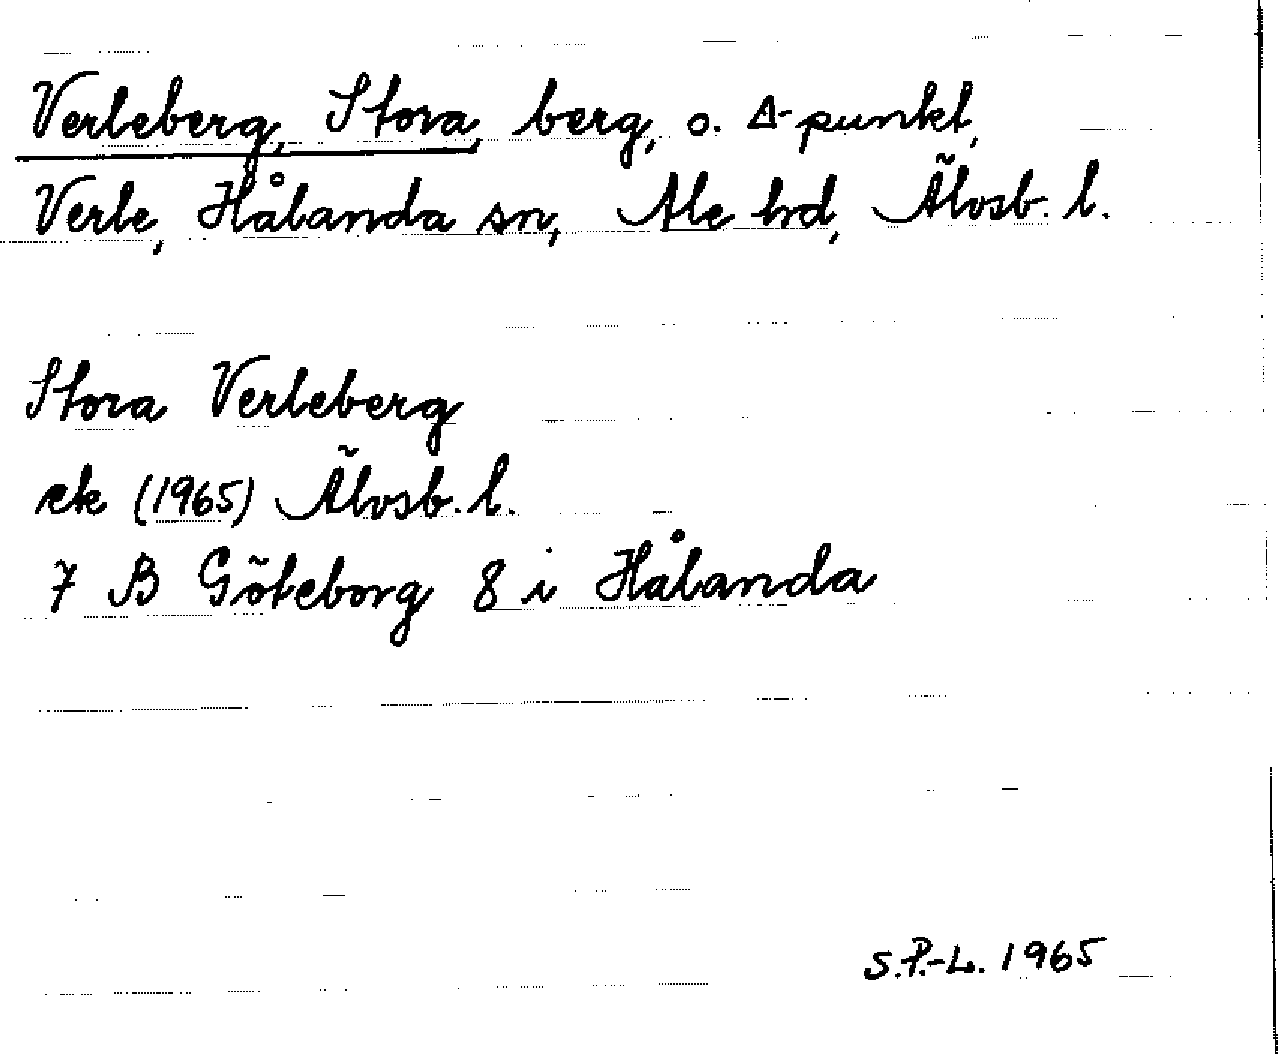 Verleberg, Stora, berg, o. Δ-punkt,
Verle, Hålanda sn, Ale hd, Älvsb. l.
Stora Verleberg
ek (1965) Älvsb. l.
7 B Göteborg 8 i Hålanda
S.P.-L. 1965